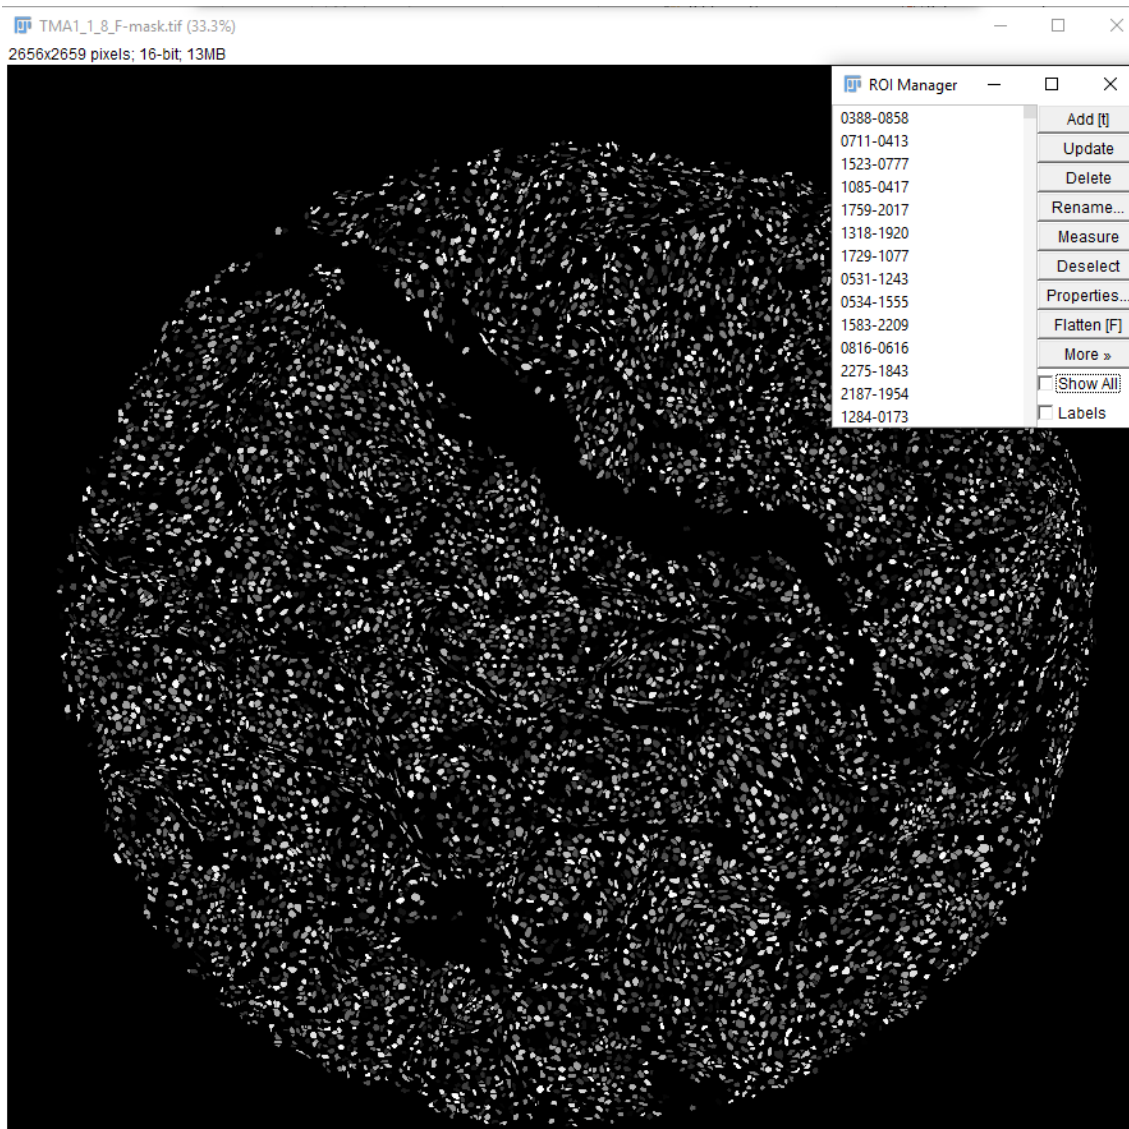 TMA1_1_8_F-mask.tif (33.3%)
2656x2659 pixels; 16-bit; 13MB
ROI Manager
0388-0858
0711-0413
1523-0777
1085-0417
1759-2017
1318-1920
1729-1077
0531-1243
0534-1555
1583-2209
0816-0616
2275-1843
2187-1954
1284-0173
Add [t]
Update
Delete
Rename...
Measure
Deselect
Properties...
Flatten [F]
More »
Show All
Labels